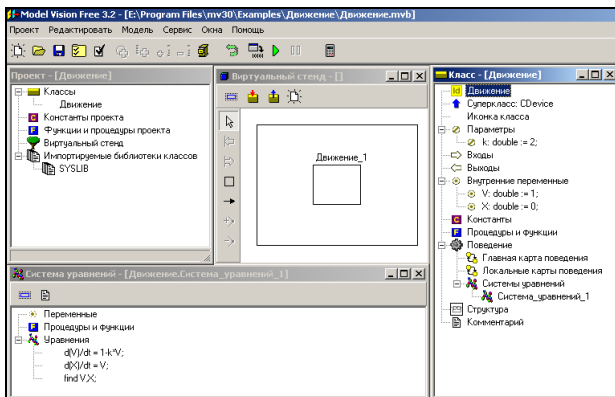 Model Vision Free 3.2 - [E:\Program Files\mv30\Examples\Движение\Движение.mvb]
Проект Редактировать Модель Сервис Окна Помощь
Проект - [Движение]
Классы
Движение
Константы проекта
Функции и процедуры проекта
Виртуальный стенд
Импортируемые библиотеки классов
SYSLIB
Виртуальный стенд - []
Движение_1
Класс - [Движение]
Движение
Суперкласс: CDevice
Иконка класса
Параметры
k: double := 2;
Входы
Выходы
Внутренние переменные
V: double := 1;
X: double := 0;
Константы
Процедуры и функции
Поведение
Главная карта поведения
Локальные карты поведения
Системы уравнений
Система_уравнений_1
Структура
Комментарий
Система уравнений - [Движение.Система_уравнений_1]
Переменные
Процедуры и функции
Уравнения
d(V)/dt = 1-k*V;
d(X)/dt = V;
find V,X;